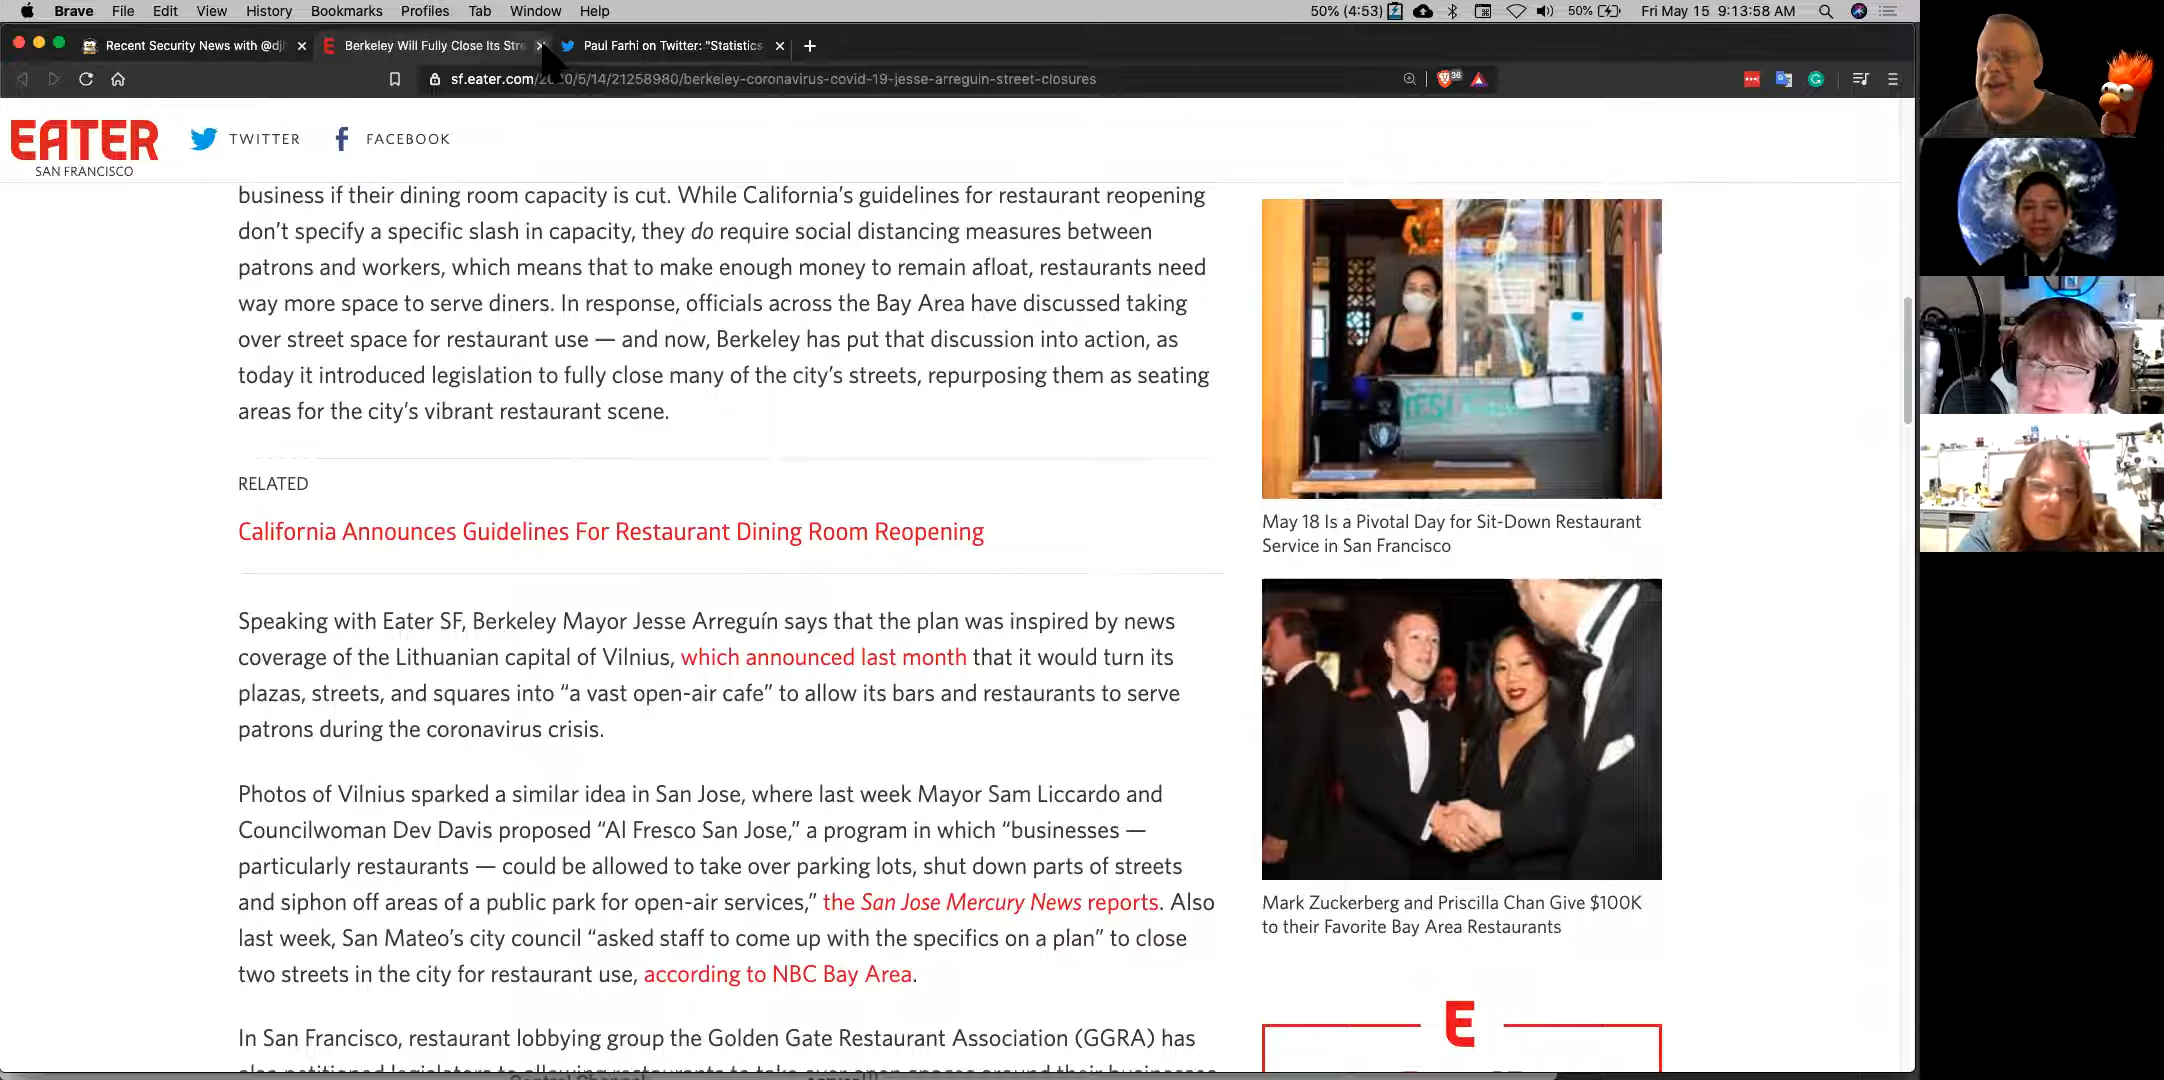 Brave File Edit View History Bookmarks Profiles Tab Window Help 50% (4:53) 50% Fri May 15 9:13:58 AM
Recent Security News with @dj
Berkeley Will Fully Close Its Stre
Paul Farhi on Twitter: "Statistics
sf.eater.com/2020/5/14/21258980/berkeley-coronavirus-covid-19-jesse-arreguin-street-closures
36
EATER
SAN FRANCISCO
TWITTER
FACEBOOK
business if their dining room capacity is cut. While California’s guidelines for restaurant reopening
don’t specify a specific slash in capacity, they do require social distancing measures between
patrons and workers, which means that to make enough money to remain afloat, restaurants need
way more space to serve diners. In response, officials across the Bay Area have discussed taking
over street space for restaurant use — and now, Berkeley has put that discussion into action, as
today it introduced legislation to fully close many of the city’s streets, repurposing them as seating
areas for the city’s vibrant restaurant scene.
RELATED
California Announces Guidelines For Restaurant Dining Room Reopening
Speaking with Eater SF, Berkeley Mayor Jesse Arreguín says that the plan was inspired by news
coverage of the Lithuanian capital of Vilnius, which announced last month that it would turn its
plazas, streets, and squares into “a vast open-air cafe” to allow its bars and restaurants to serve
patrons during the coronavirus crisis.
Photos of Vilnius sparked a similar idea in San Jose, where last week Mayor Sam Liccardo and
Councilwoman Dev Davis proposed “Al Fresco San Jose,” a program in which “businesses —
particularly restaurants — could be allowed to take over parking lots, shut down parts of streets
and siphon off areas of a public park for open-air services,” the San Jose Mercury News reports. Also
last week, San Mateo’s city council “asked staff to come up with the specifics on a plan” to close
two streets in the city for restaurant use, according to NBC Bay Area.
In San Francisco, restaurant lobbying group the Golden Gate Restaurant Association (GGRA) has
May 18 Is a Pivotal Day for Sit-Down Restaurant
Service in San Francisco
Mark Zuckerberg and Priscilla Chan Give $100K
to their Favorite Bay Area Restaurants
E